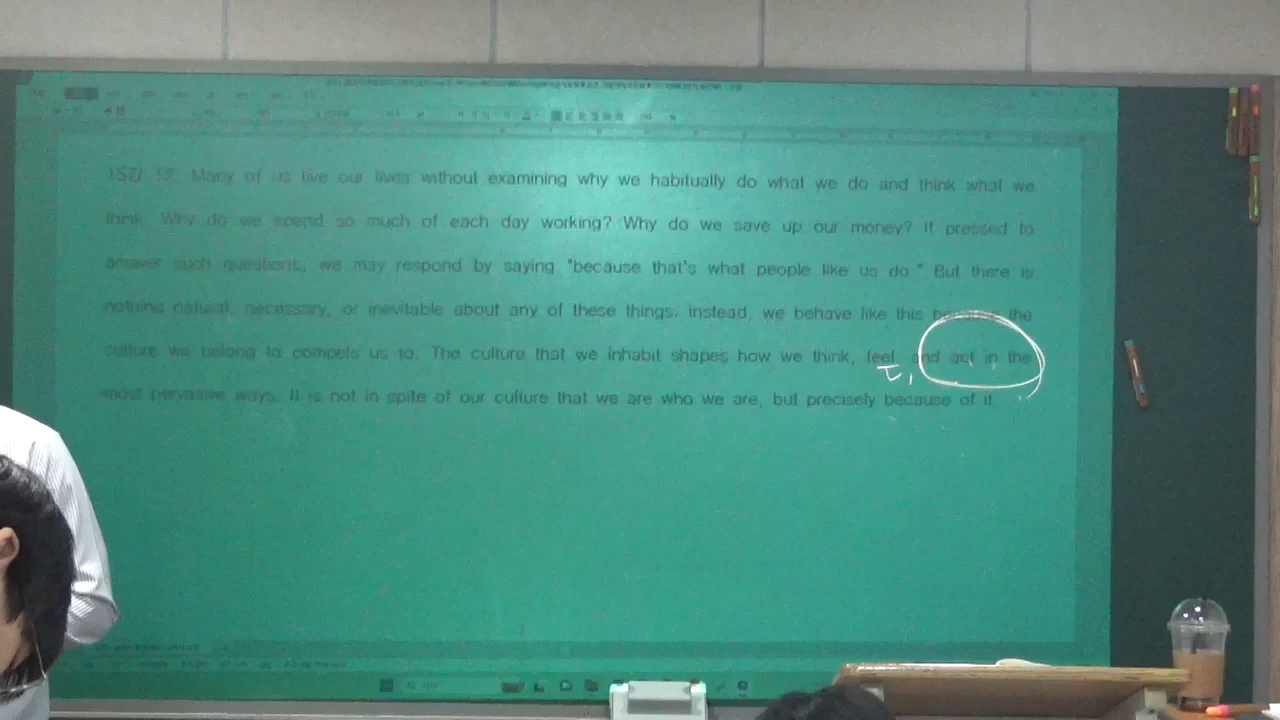 Many of us live our lives without examining why we habitually do what we do and think what we
think. Why do we spend so much of each day working? Why do we save up our money? If pressed to
answer such questions, we may respond by saying "because that's what people like us do." But there is
nothing natural, necessary, or inevitable about any of these things; instead, we behave like this because the
culture we belong to compels us to. The culture that we inhabit shapes how we think, feel, and act in the
most pervasive ways. It is not in spite of our culture that we are who we are, but precisely because of it.